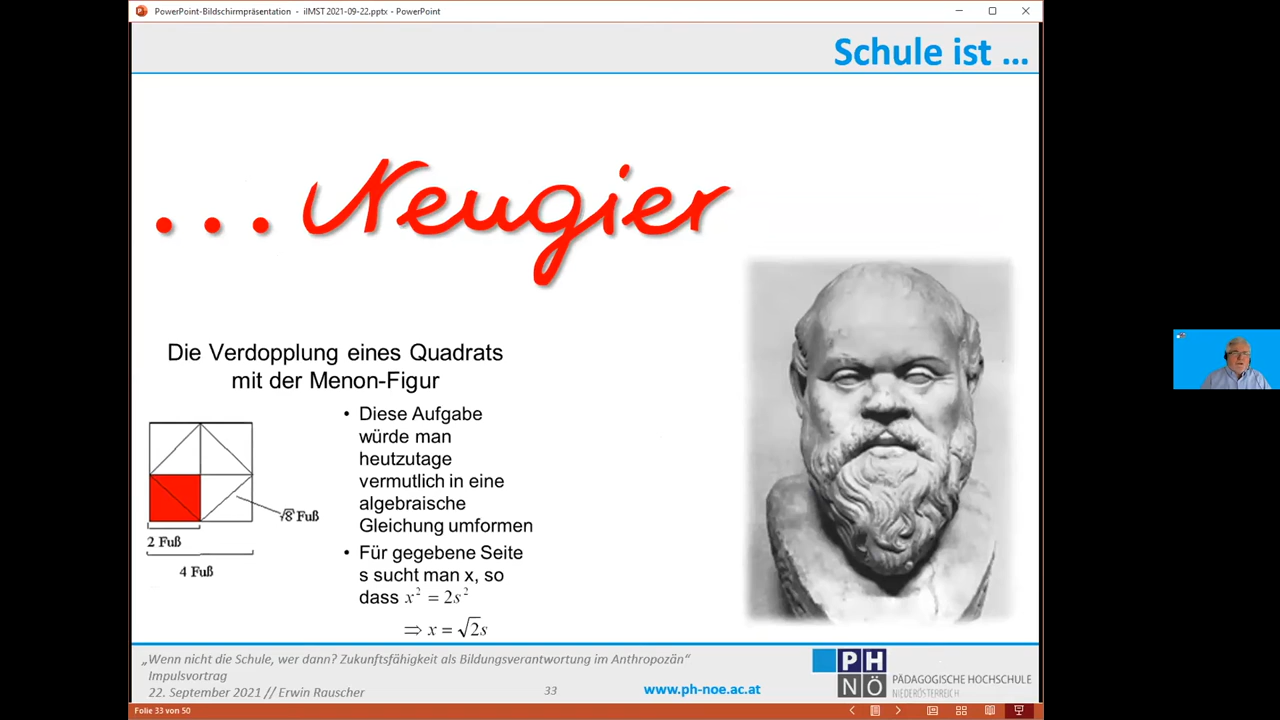 PowerPoint-Bildschirmpräsentation - iIMST 2021-09-22.pptx - PowerPoint
Schule ist ...
... Neugier
Die Verdopplung eines Quadrats
mit der Menon-Figur
• Diese Aufgabe
würde man
heutzutage
vermutlich in eine
algebraische
Gleichung umformen
• Für gegebene Seite
s sucht man x, so
dass x² = 2s²
⇒ x = √2s
√8 Fuß
2 Fuß
4 Fuß
„Wenn nicht die Schule, wer dann? Zukunftsfähigkeit als Bildungsverantwortung im Anthropozän“
Impulsvortrag
22. September 2021 // Erwin Rauscher
33
www.ph-noe.ac.at
PH
NÖ
PÄDAGOGISCHE HOCHSCHULE
NIEDERÖSTERREICH
Folie 33 von 50